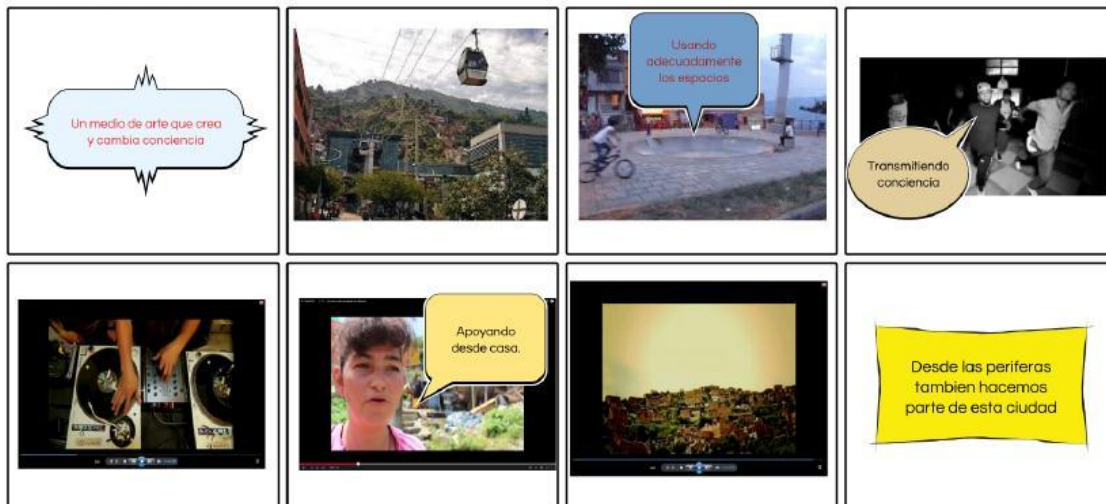 Un medio de arte que crea
y cambia conciencia
Usando
adecuadamente
los espacios
Transmitiendo
conciencia
Apoyando
desde casa.
Desde las periferas
tambien hacemos
parte de esta ciudad